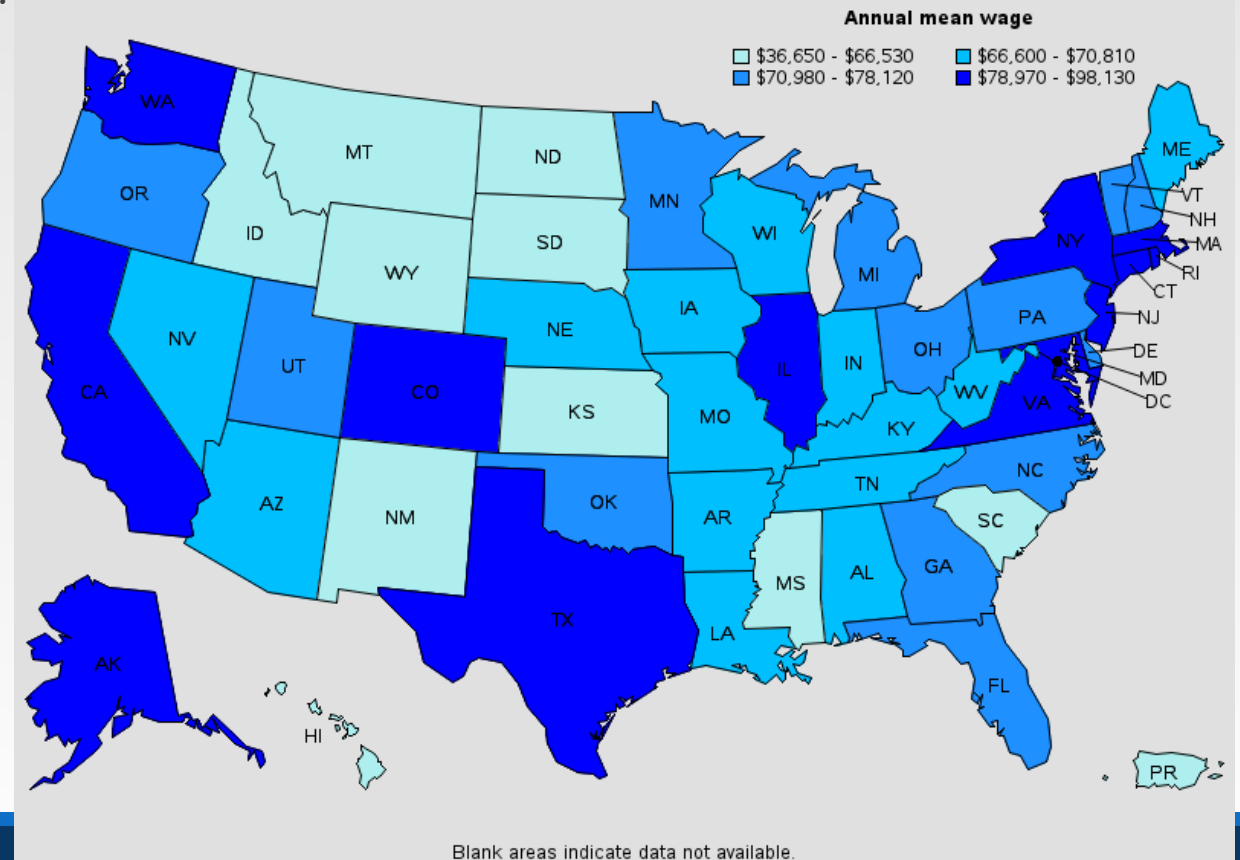 Annual mean wage
$36,650 - $66,530 $66,600 - $70,810
$70,980 - $78,120 $78,970 - $98,130
WA
MT
ND
MN
ME
OR
ID
SD
WI
MI
NY
VT
NH
MA
RI
CT
WY
NV
UT
CO
NE
IA
IL
IN
OH
PA
NJ
DE
MD
DC
CA
KS
MO
KY
WV
VA
AZ
NM
OK
AR
TN
NC
SC
TX
LA
MS
AL
GA
FL
AK
HI
PR
Blank areas indicate data not available.